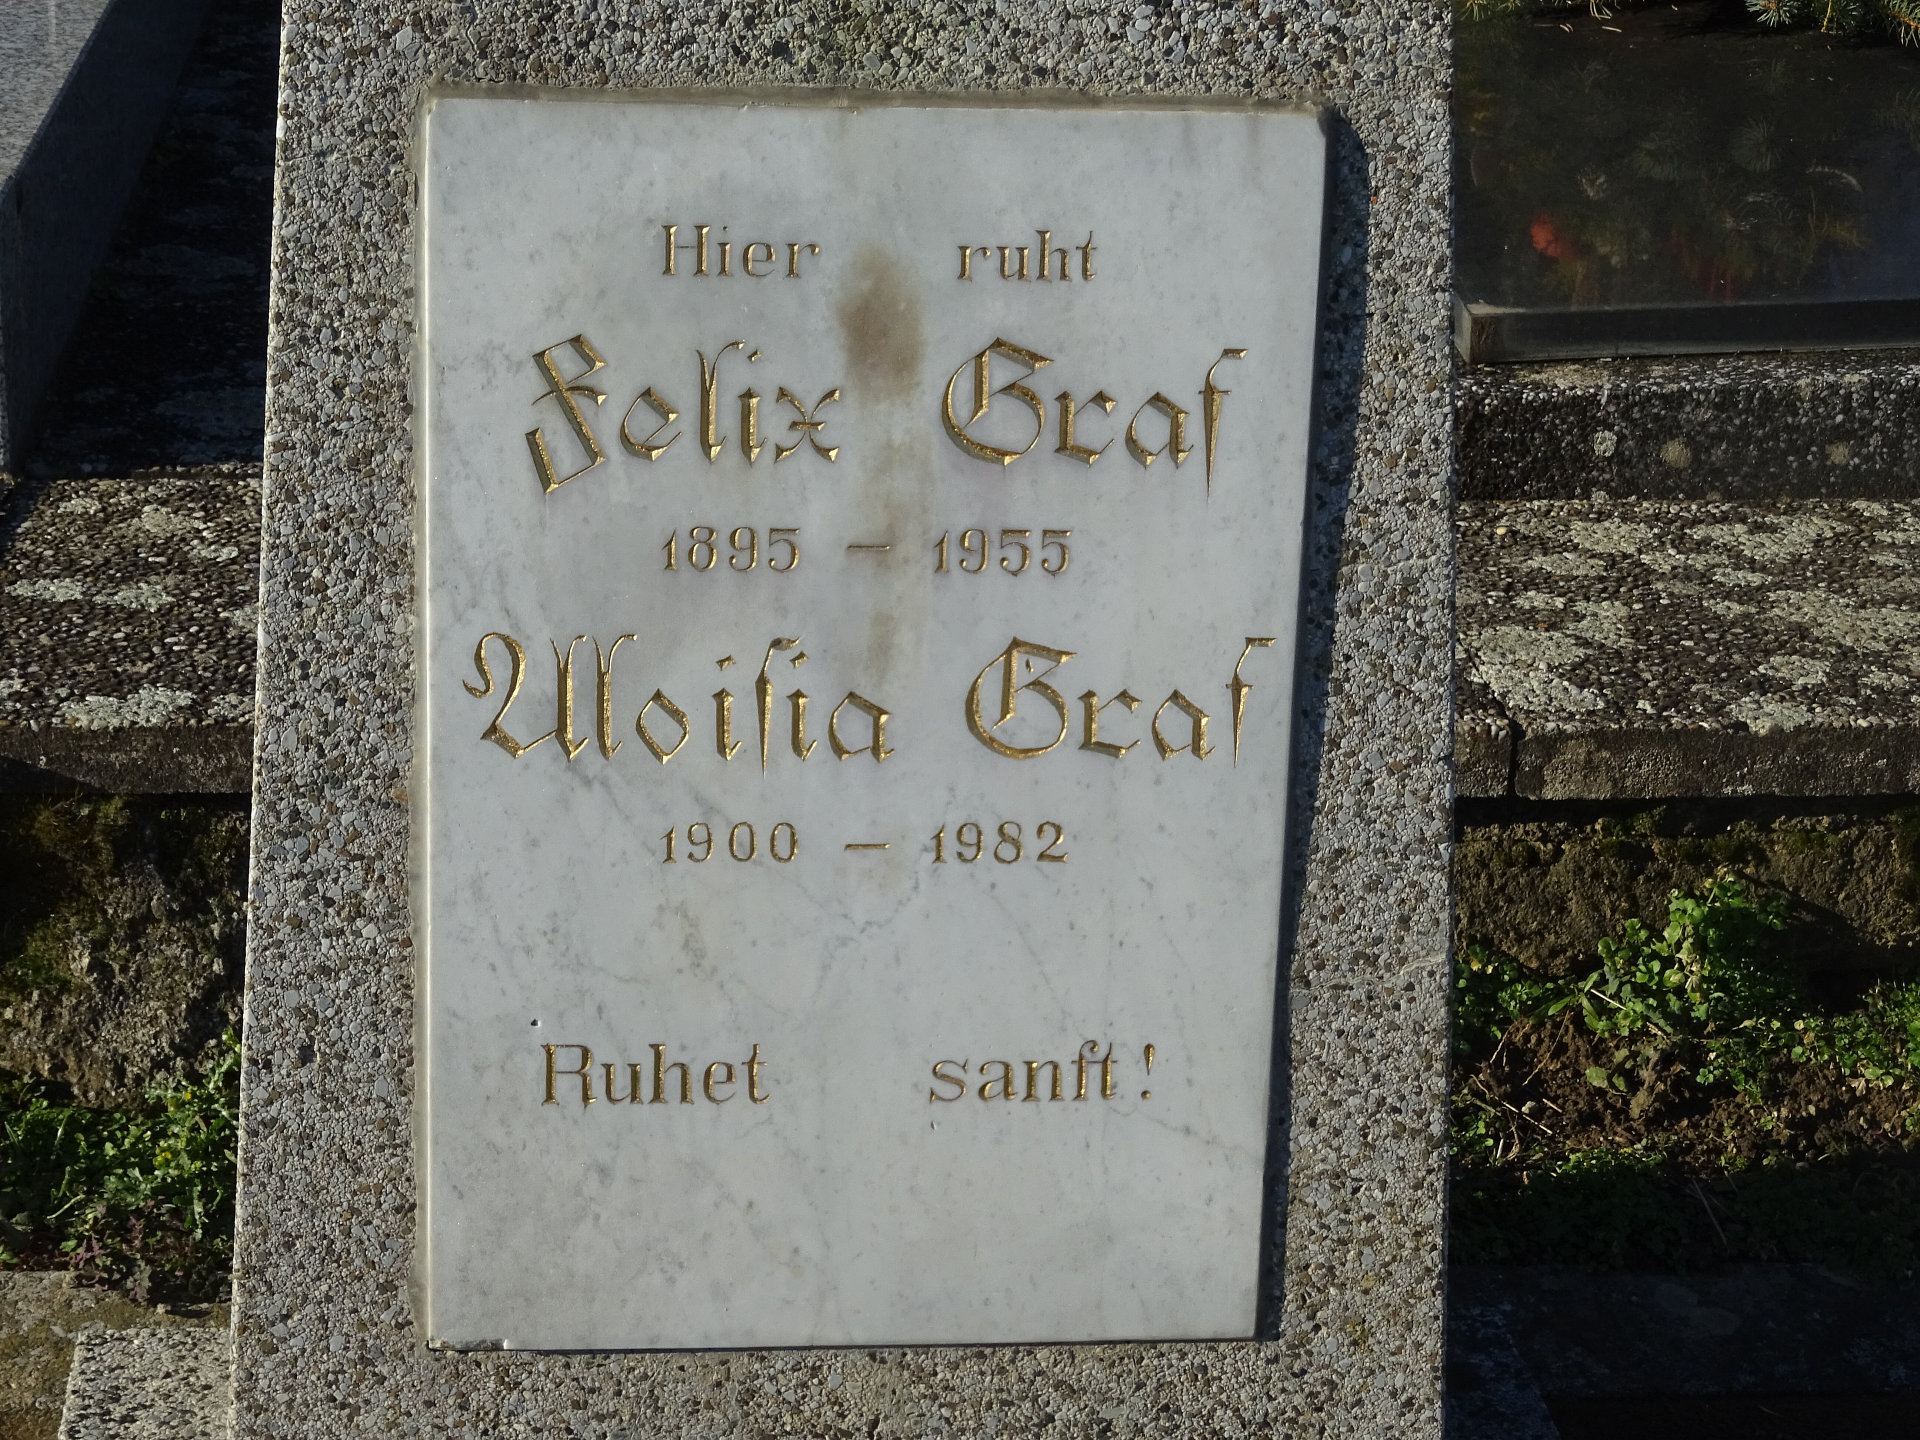 Hier ruht
Felix Graf
1895 – 1955
Aloisia Graf
1900 – 1982
Ruhet sanft!